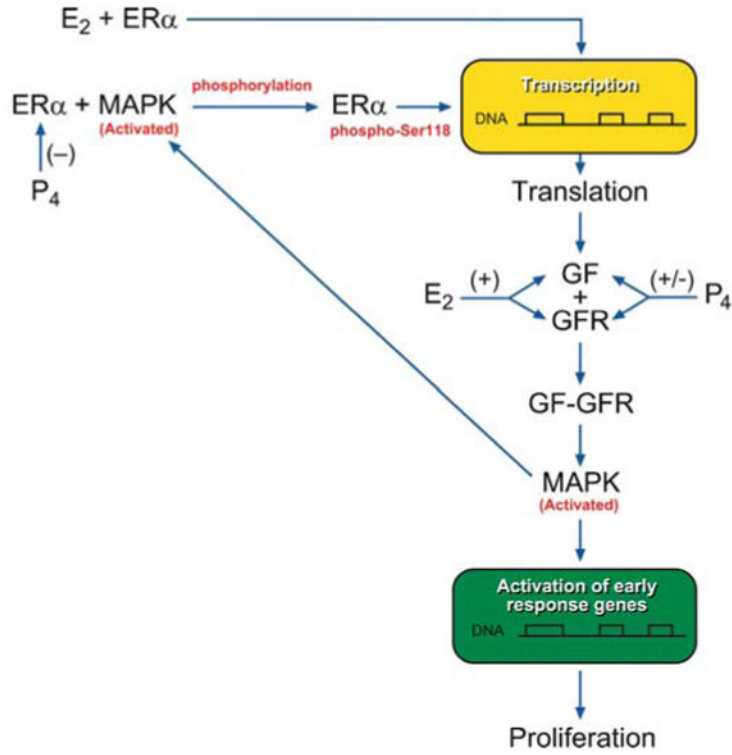 E₂ + ERα
Transcription
DNA
phosphorylation
ERα + MAPK
(Activated)
ERα
phospho-Ser118
(–)
P₄
Translation
E₂
(+)
GF
+
GFR
(+/-)
P₄
GF-GFR
MAPK
(Activated)
Activation of early
response genes
DNA
Proliferation